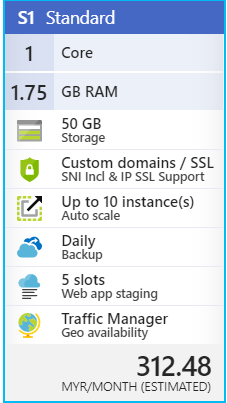 S1 Standard
1 Core
1.75 GB RAM
50 GB
Storage
Custom domains / SSL
SNI Incl & IP SSL Support
Up to 10 instance(s)
Auto scale
Daily
Backup
5 slots
Web app staging
Traffic Manager
Geo availability
312.48
MYR/MONTH (ESTIMATED)